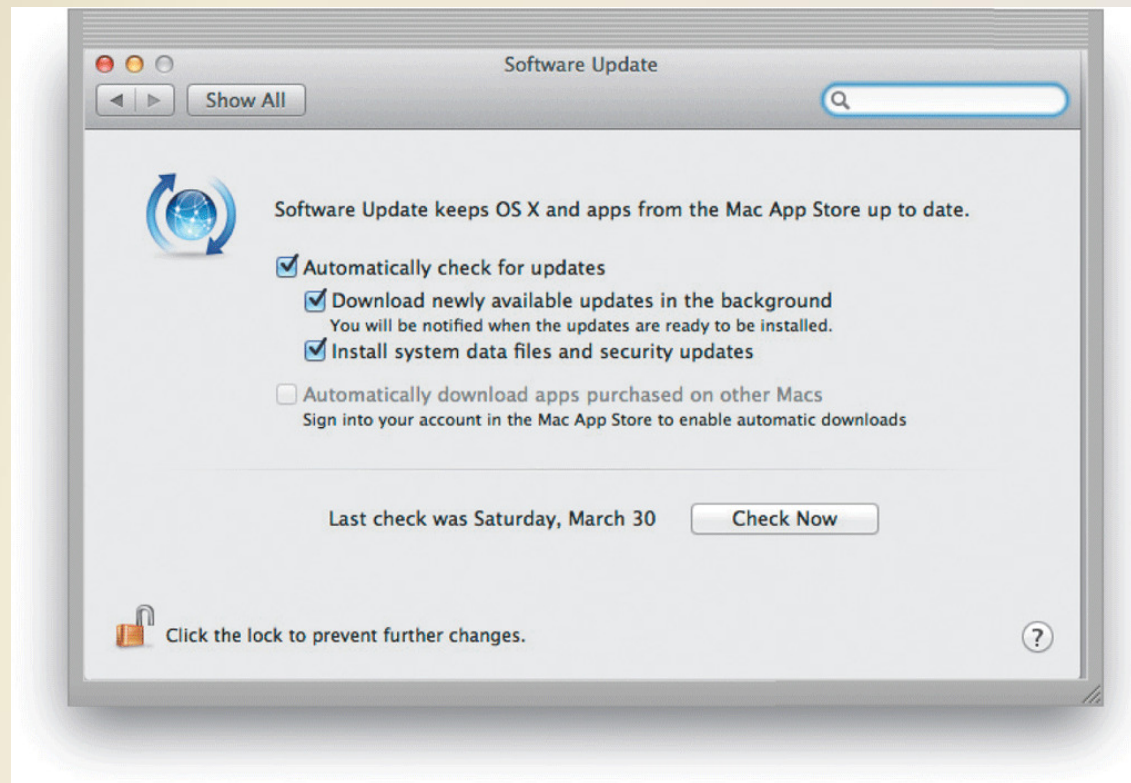 Software Update
Show All
Software Update keeps OS X and apps from the Mac App Store up to date.
Automatically check for updates
Download newly available updates in the background
You will be notified when the updates are ready to be installed.
Install system data files and security updates
Automatically download apps purchased on other Macs
Sign into your account in the Mac App Store to enable automatic downloads
Last check was Saturday, March 30 Check Now
Click the lock to prevent further changes. ?